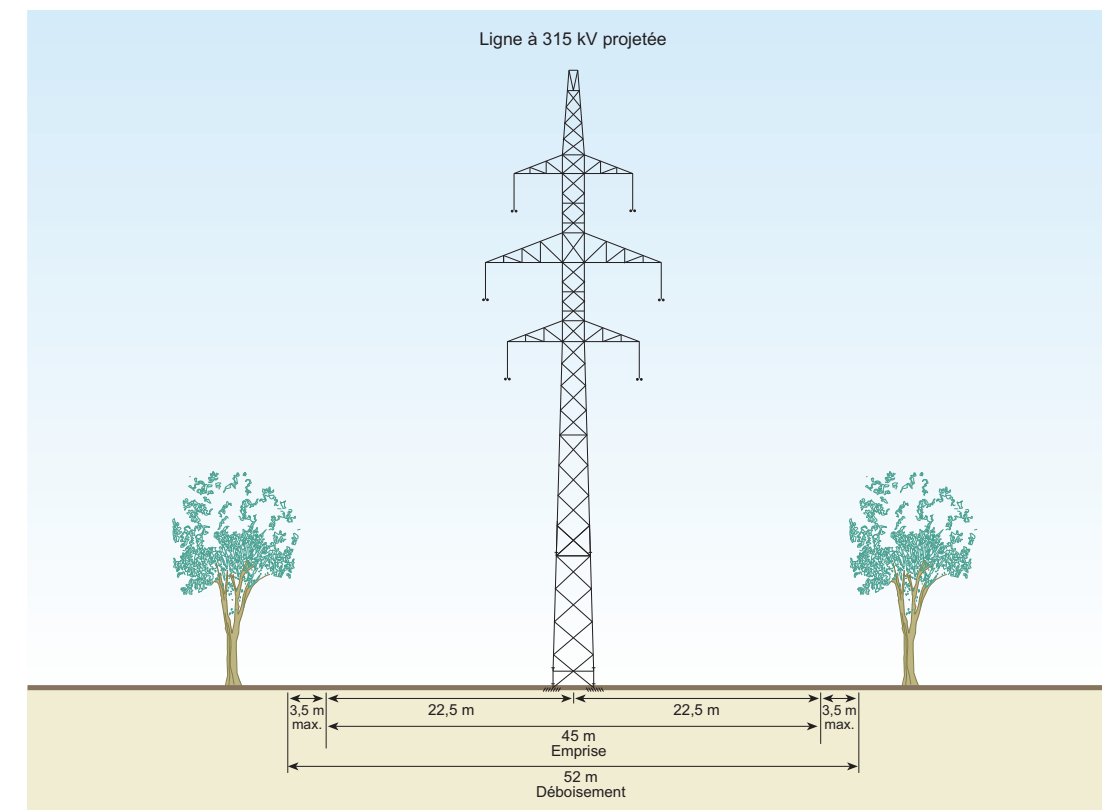 Ligne à 315 kV projetée
3,5 m
max.
22,5 m
22,5 m
3,5 m
max.
45 m
Emprise
52 m
Déboisement